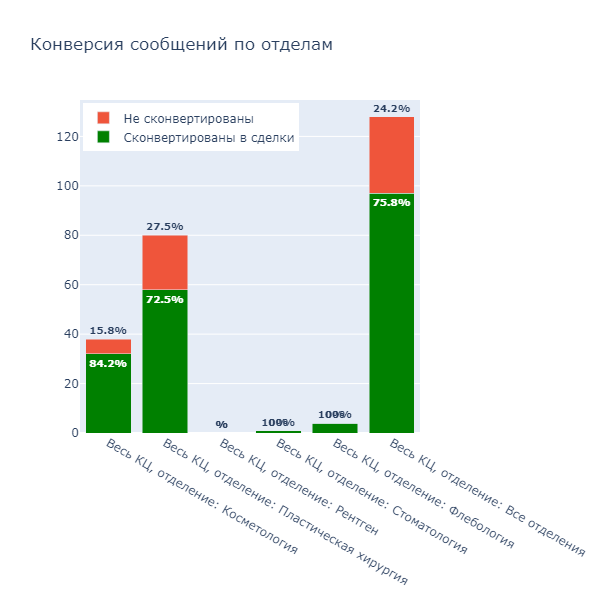 Конверсия сообщений по отделам
Не сконвертированы
Сконвертированы в сделки
120
80
60
40
20
0
24.2%
75.8%
27.5%
72.5%
15.8%
84.2%
%
100%
100%
Весь КЦ, отделение: Косметология
Весь КЦ, отделение: Пластическая хирургия
Весь КЦ, отделение: Рентген
Весь КЦ, отделение: Стоматология
Весь КЦ, отделение: Флебология
Весь КЦ, отделение: Все отделения